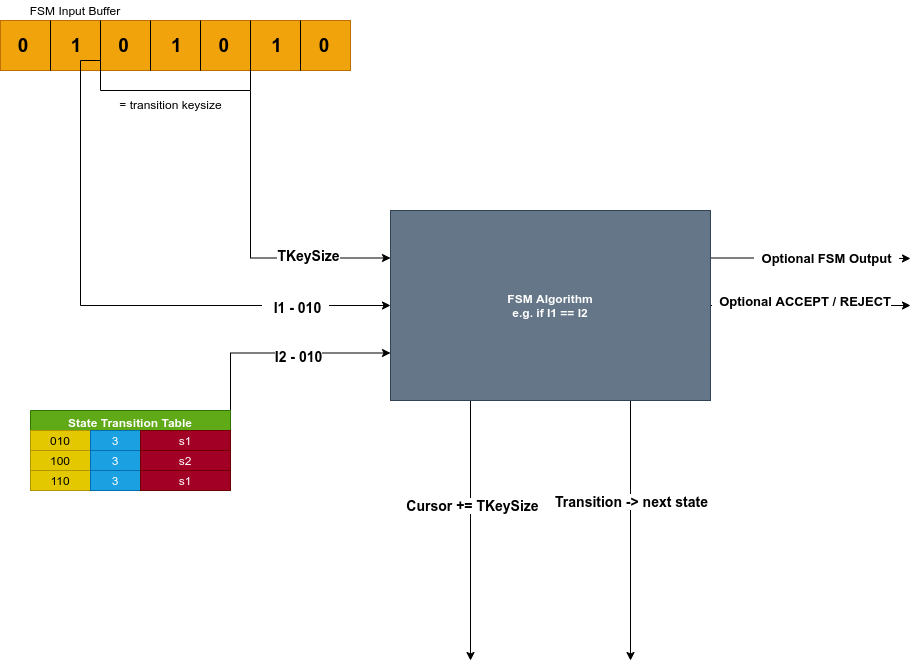 FSM Input Buffer
0 1 0 1 0 1 0
= transition keysize
TKeySize
I1 - 010
I2 - 010
FSM Algorithm
e.g. if I1 == I2
Optional FSM Output
Optional ACCEPT / REJECT
State Transition Table
010 3 s1
100 3 s2
110 3 s1
Cursor += TKeySize
Transition -> next state